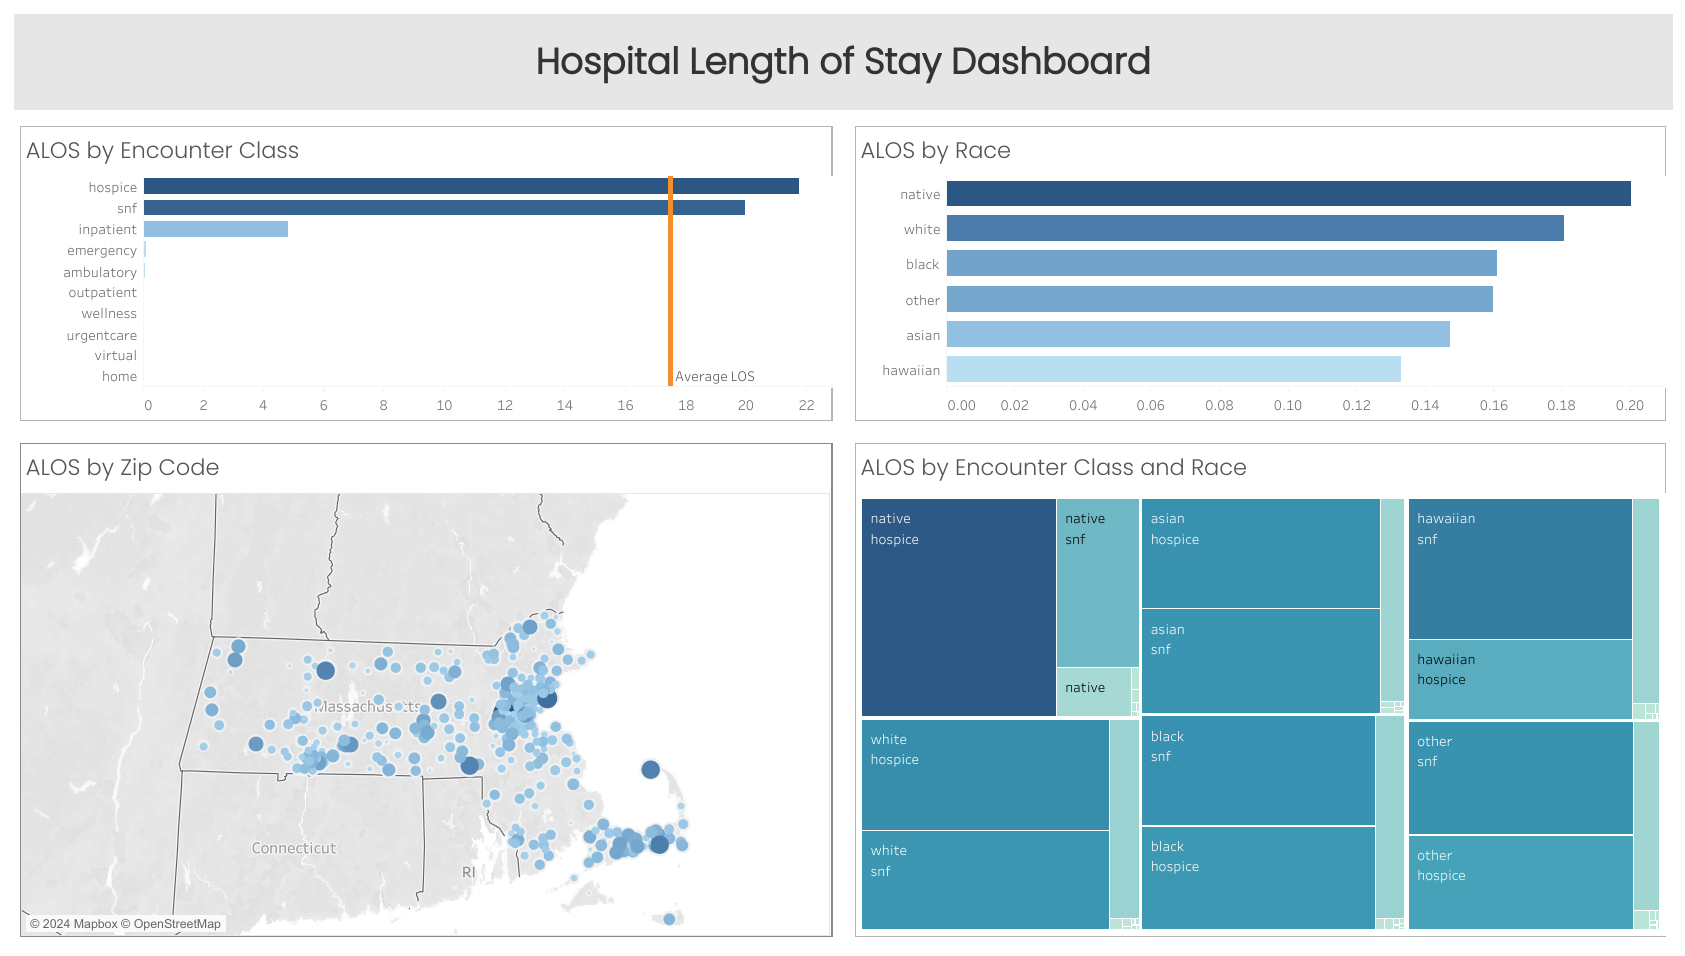 Hospital Length of Stay Dashboard
ALOS by Encounter Class
hospice
snf
inpatient
emergency
ambulatory
outpatient
wellness
urgentcare
virtual
home
Average LOS
0 2 4 6 8 10 12 14 16 18 20 22
ALOS by Race
native
white
black
other
asian
hawaiian
0.00 0.02 0.04 0.06 0.08 0.10 0.12 0.14 0.16 0.18 0.20
ALOS by Zip Code
Massachusetts
Connecticut
RI
© 2024 Mapbox © OpenStreetMap
ALOS by Encounter Class and Race
native
hospice
native
snf
native
white
hospice
white
snf
asian
hospice
asian
snf
black
snf
black
hospice
hawaiian
snf
hawaiian
hospice
other
snf
other
hospice